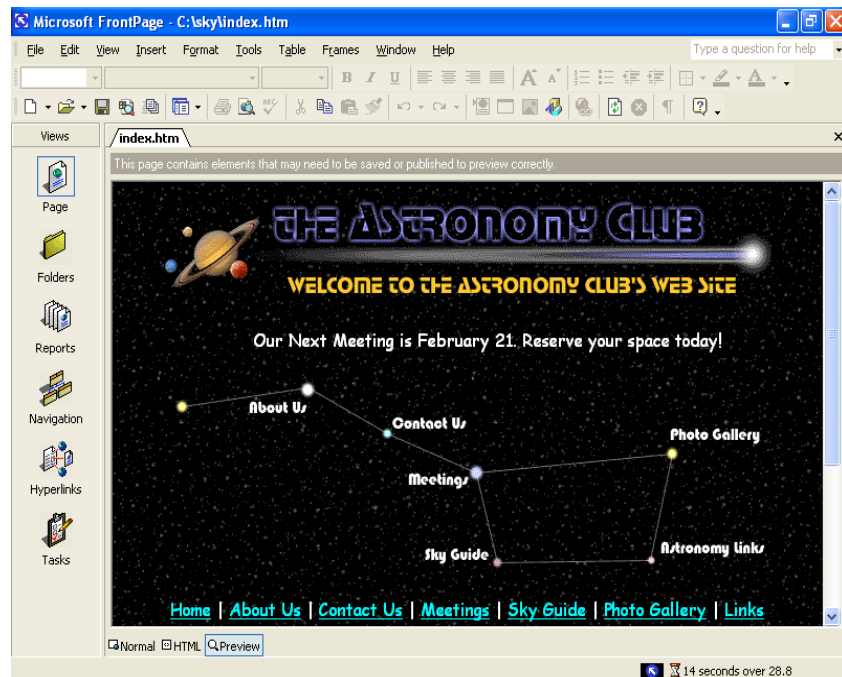 Microsoft FrontPage - C:\sky\index.htm
File Edit View Insert Format Tools Table Frames Window Help
Type a question for help
B I U
Views
index.htm
This page contains elements that may need to be saved or published to preview correctly.
Page
Folders
Reports
Navigation
Hyperlinks
Tasks
THE ASTRONOMY CLUB
WELCOME TO THE ASTRONOMY CLUB'S WEB SITE
Our Next Meeting is February 21. Reserve your space today!
About Us
Contact Us
Photo Gallery
Meetings
Sky Guide
Astronomy Links
Home | About Us | Contact Us | Meetings | Sky Guide | Photo Gallery | Links
Normal HTML Preview
14 seconds over 28.8